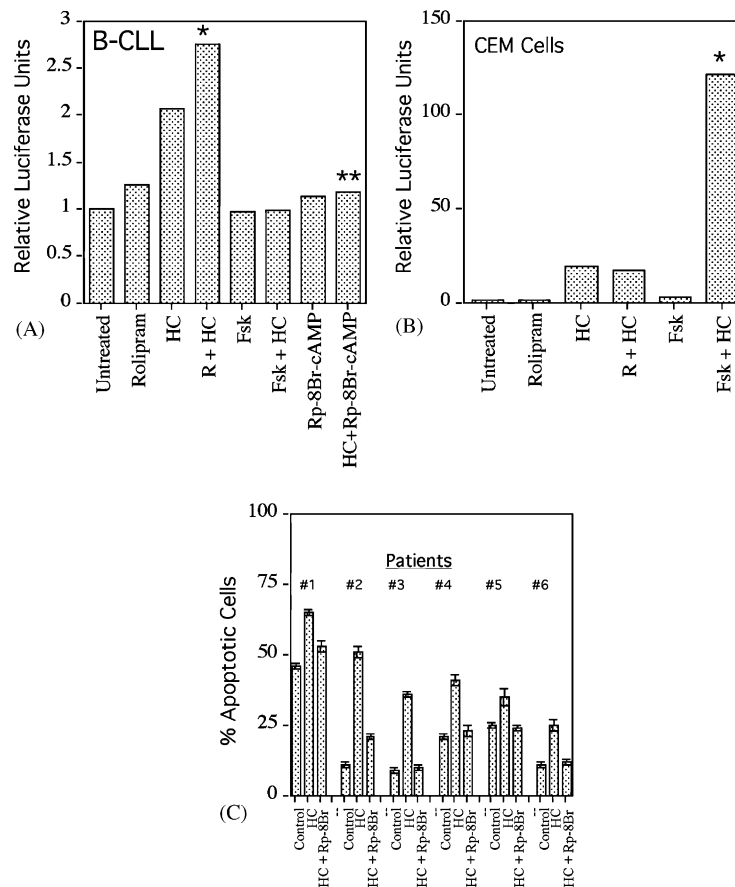 B-CLL
Relative Luciferase Units
3
2.5
2
1.5
1
0.5
0
*
**
Untreated
Rolipram
HC
R + HC
Fsk
Fsk + HC
Rp-8Br-cAMP
HC+Rp-8Br-cAMP
(A)
CEM Cells
Relative Luciferase Units
150
100
50
0
*
Untreated
Rolipram
HC
R + HC
Fsk
Fsk + HC
(B)
% Apoptotic Cells
100
75
50
25
0
Patients
#1 #2 #3 #4 #5 #6
Control
HC
HC + Rp-8Br
--
Control
HC
HC + Rp-8Br
--
Control
HC
HC + Rp-8Br
--
Control
HC
HC + Rp-8Br
--
Control
HC
HC + Rp-8Br
--
Control
HC
HC + Rp-8Br
(C)